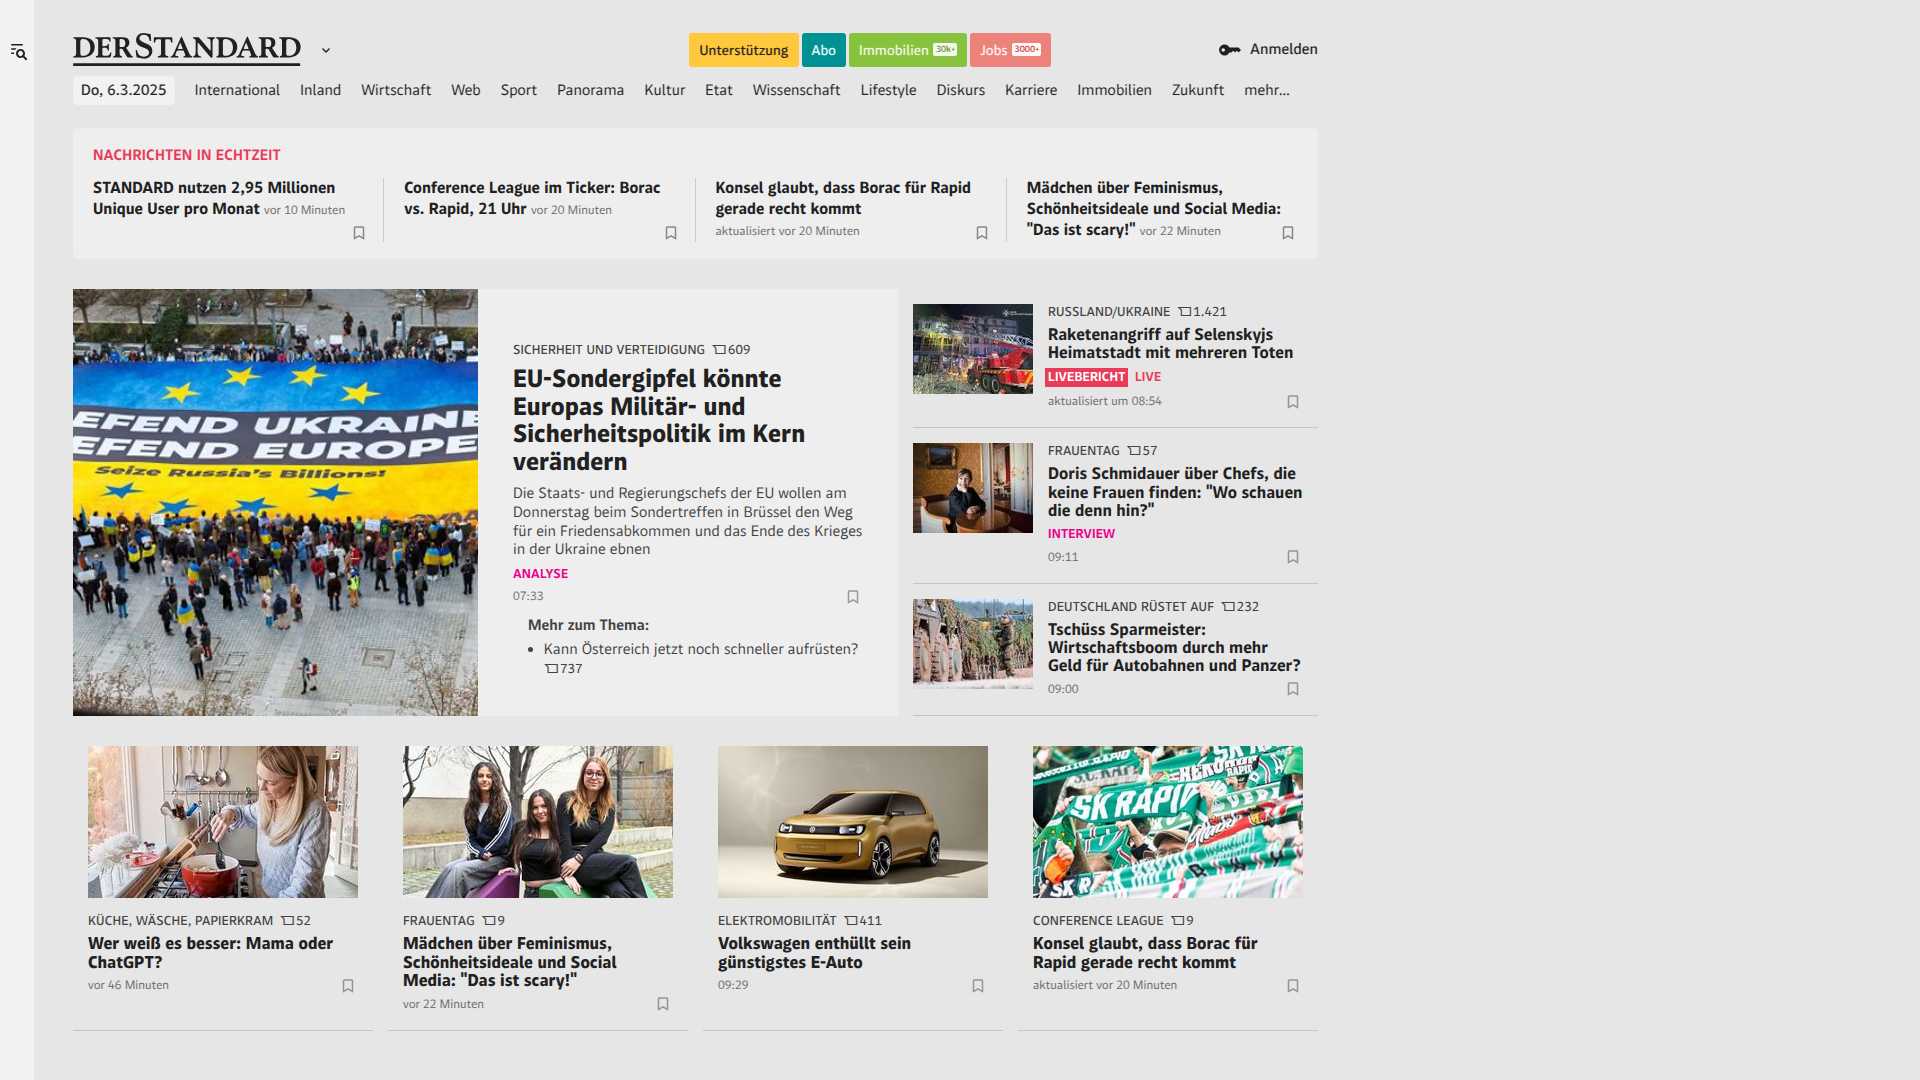 DERSTANDARD
Unterstützung
Abo
Immobilien 30k+
Jobs 3000+
Anmelden
Do, 6.3.2025
International
Inland
Wirtschaft
Web
Sport
Panorama
Kultur
Etat
Wissenschaft
Lifestyle
Diskurs
Karriere
Immobilien
Zukunft
mehr...
NACHRICHTEN IN ECHTZEIT
STANDARD nutzen 2,95 Millionen
Unique User pro Monat vor 10 Minuten
Conference League im Ticker: Borac
vs. Rapid, 21 Uhr vor 20 Minuten
Konsel glaubt, dass Borac für Rapid
gerade recht kommt
aktualisiert vor 20 Minuten
Mädchen über Feminismus,
Schönheitsideale und Social Media:
"Das ist scary!" vor 22 Minuten
EFEND UKRAINE
EFEND EUROPE
Seize Russia's Billions!
SICHERHEIT UND VERTEIDIGUNG 609
EU-Sondergipfel könnte
Europas Militär- und
Sicherheitspolitik im Kern
verändern
Die Staats- und Regierungschefs der EU wollen am
Donnerstag beim Sondertreffen in Brüssel den Weg
für ein Friedensabkommen und das Ende des Krieges
in der Ukraine ebnen
ANALYSE
07:33
Mehr zum Thema:
• Kann Österreich jetzt noch schneller aufrüsten?
737
RUSSLAND/UKRAINE 1.421
Raketenangriff auf Selenskyjs
Heimatstadt mit mehreren Toten
LIVEBERICHT LIVE
aktualisiert um 08:54
FRAUENTAG 57
Doris Schmidauer über Chefs, die
keine Frauen finden: "Wo schauen
die denn hin?"
INTERVIEW
09:11
DEUTSCHLAND RÜSTET AUF 232
Tschüss Sparmeister:
Wirtschaftsboom durch mehr
Geld für Autobahnen und Panzer?
09:00
KÜCHE, WÄSCHE, PAPIERKRAM 52
Wer weiß es besser: Mama oder
ChatGPT?
vor 46 Minuten
FRAUENTAG 9
Mädchen über Feminismus,
Schönheitsideale und Social
Media: "Das ist scary!"
vor 22 Minuten
ELEKTROMOBILITÄT 411
Volkswagen enthüllt sein
günstigstes E-Auto
09:29
SK RAPID
SK RAP
CONFERENCE LEAGUE 9
Konsel glaubt, dass Borac für
Rapid gerade recht kommt
aktualisiert vor 20 Minuten